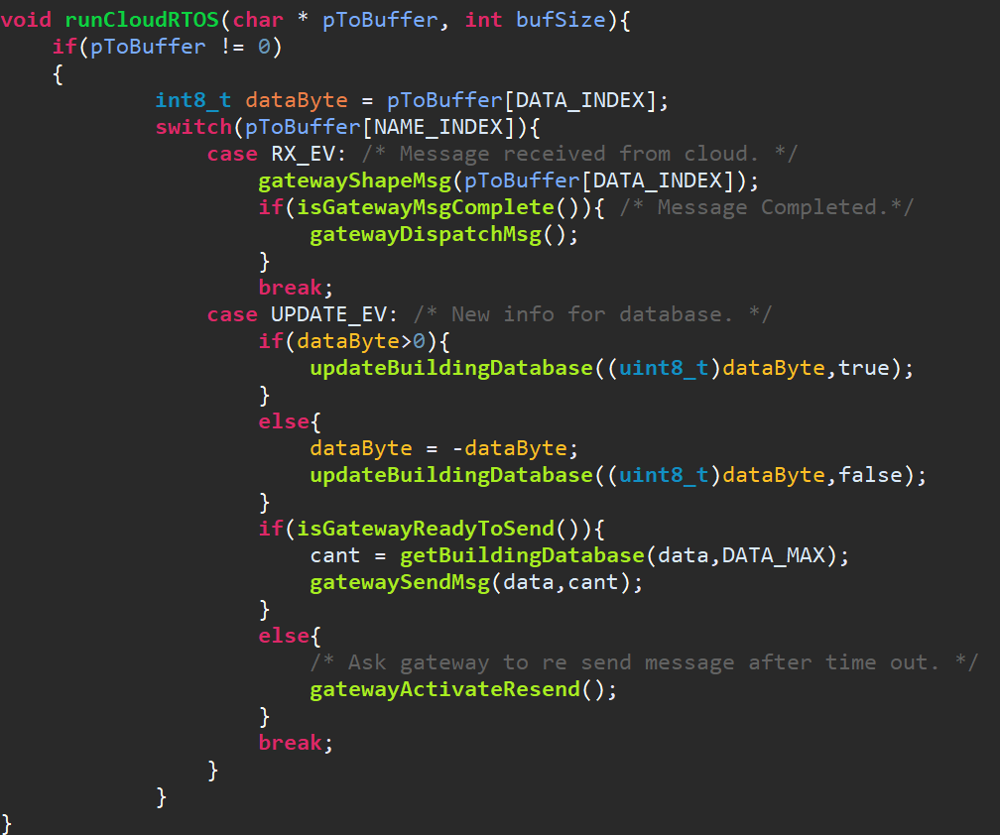 void runCloudRTOS(char * pToBuffer, int bufSize){
    if(pToBuffer != 0)
    {
            int8_t dataByte = pToBuffer[DATA_INDEX];
            switch(pToBuffer[NAME_INDEX]){
                case RX_EV: /* Message received from cloud. */
                    gatewayShapeMsg(pToBuffer[DATA_INDEX]);
                    if(isGatewayMsgComplete()){ /* Message Completed.*/
                        gatewayDispatchMsg();
                    }
                    break;
                case UPDATE_EV: /* New info for database. */
                    if(dataByte>0){
                        updateBuildingDatabase((uint8_t)dataByte,true);
                    }
                    else{
                        dataByte = -dataByte;
                        updateBuildingDatabase((uint8_t)dataByte,false);
                    }
                    if(isGatewayReadyToSend()){
                        cant = getBuildingDatabase(data,DATA_MAX);
                        gatewaySendMsg(data,cant);
                    }
                    else{
                        /* Ask gateway to re send message after time out. */
                        gatewayActivateResend();
                    }
                    break;
                }
            }
}